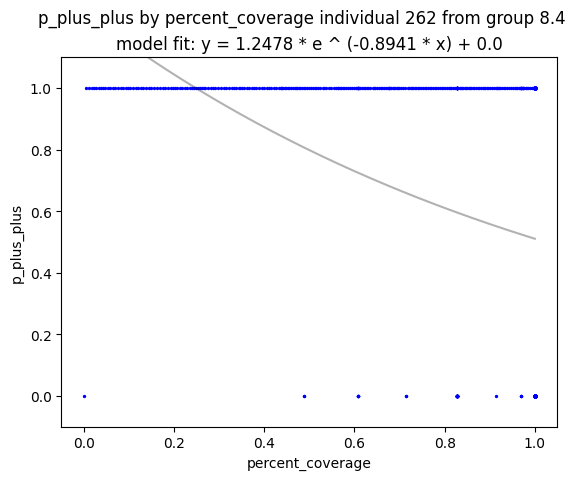 p_plus_plus by percent_coverage individual 262 from group 8.4
model fit: y = 1.2478 * e ^ (-0.8941 * x) + 0.0
1.0
0.8
0.6
0.4
0.2
0.0
p_plus_plus
0.0 0.2 0.4 0.6 0.8 1.0
percent_coverage